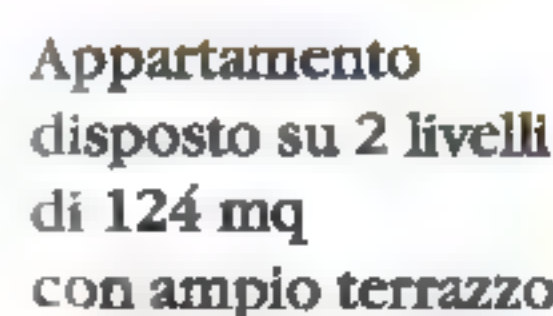 Appartamento
disposto su 2 livelli
di 124 mq
con ampio terrazzo